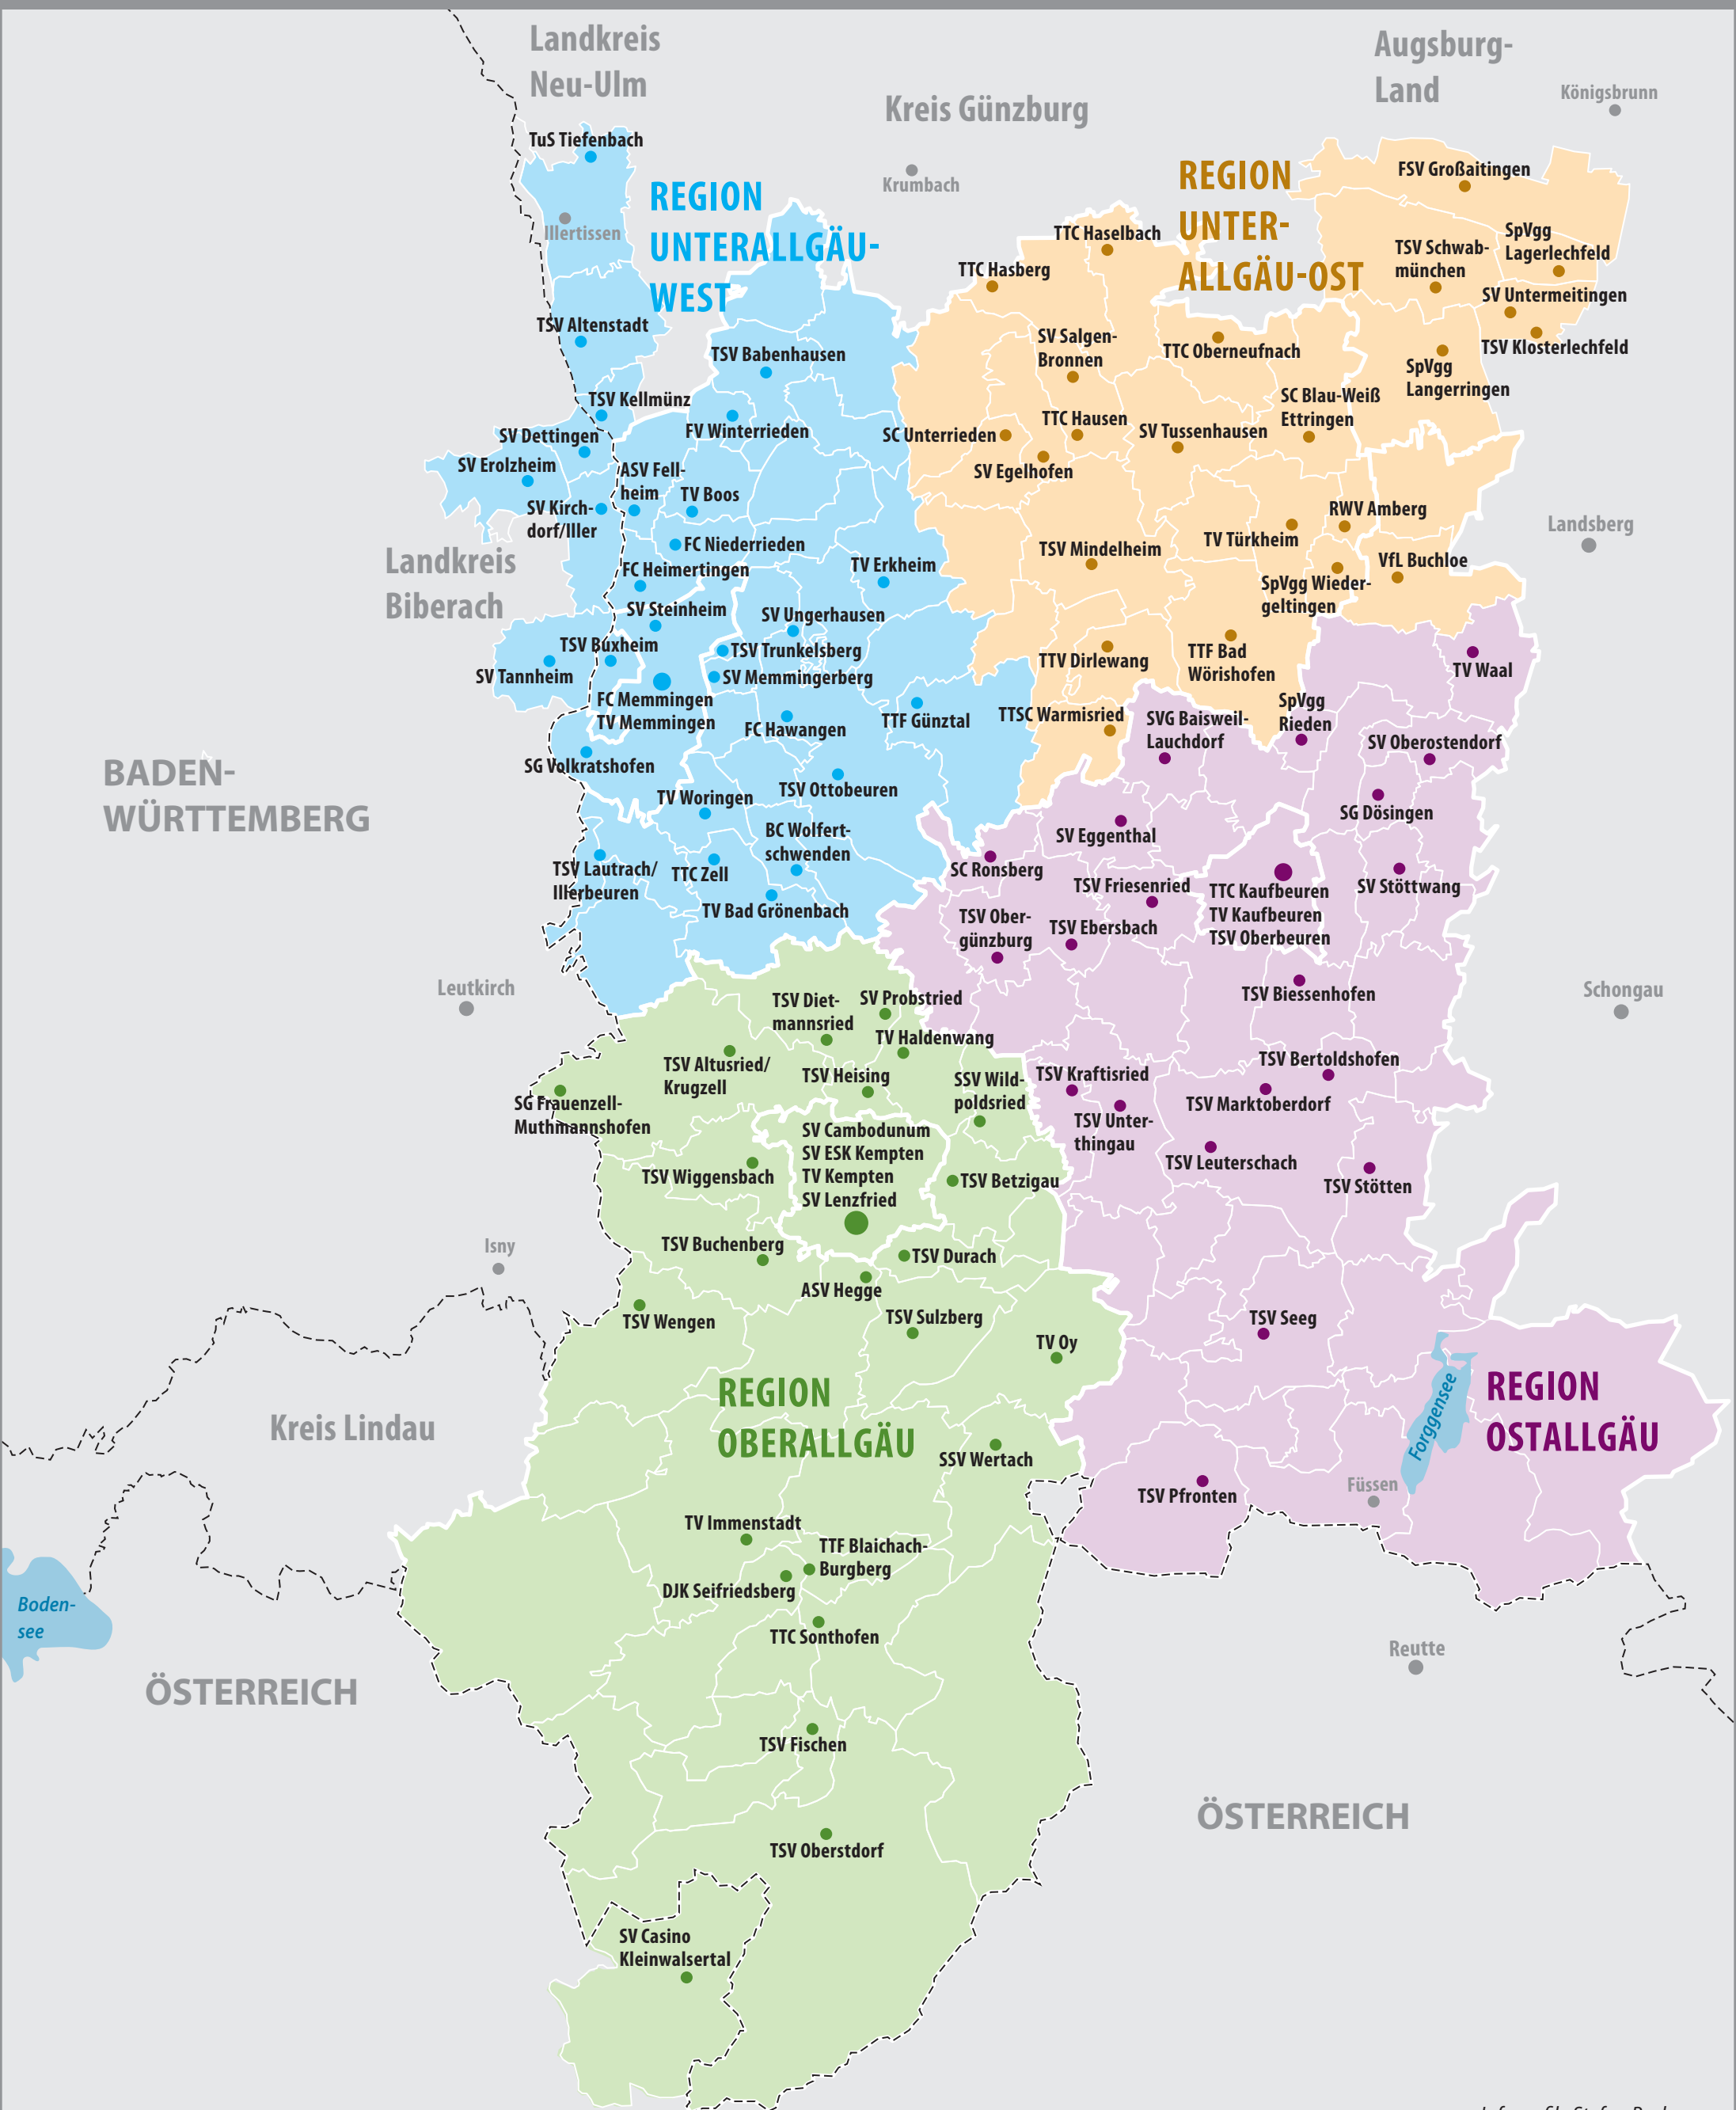 Landkreis
Neu-Ulm
Augsburg-
Land
Königsbrunn
Kreis Günzburg
Krumbach
TuS Tiefenbach
Illertissen
REGION
UNTERALLGÄU-
WEST
REGION
UNTER-
ALLGÄU-OST
FSV Großaitingen
TTC Haselbach
TTC Hasberg
TSV Schwab-
münchen
SpVgg
Lagerlechfeld
SV Untermeitingen
TSV Klosterlechfeld
SpVgg
Langerringen
TSV Altenstadt
TSV Babenhausen
SV Salgen-
Bronnen
TTC Oberneufnach
SC Blau-Weiß
Ettringen
TSV Kellmünz
FV Winterrieden
SC Unterrieden
TTC Hausen
SV Tussenhausen
SV Egelhofen
SV Dettingen
SV Erolzheim
ASV Fell-
heim
TV Boos
SV Kirch-
dorf/Iller
FC Niederrieden
FC Heimertingen
TV Erkheim
TSV Mindelheim
TV Türkheim
RWV Amberg
VfL Buchloe
SpVgg Wieder-
geltingen
Landsberg
Landkreis
Biberach
SV Steinheim
SV Ungerhausen
TSV Buxheim
TSV Trunkelsberg
SV Tannheim
SV Memmingerberg
FC Memmingen
TV Memmingen
FC Hawangen
TTF Günztal
TTV Dirlewang
TTF Bad
Wörishofen
TV Waal
TTSC Warmisried
SVG Baisweil-
Lauchdorf
SpVgg
Rieden
SV Oberostendorf
SG Volkratshofen
BADEN-
WÜRTTEMBERG
TV Woringen
TSV Ottobeuren
SG Dösingen
SV Eggenthal
BC Wolfert-
schwenden
TSV Lautrach/
Illerbeuren
TTC Zell
TV Bad Grönenbach
SC Ronsberg
TSV Friesenried
TTC Kaufbeuren
TV Kaufbeuren
TSV Oberbeuren
SV Stöttwang
TSV Ober-
günzburg
TSV Ebersbach
Leutkirch
TSV Biessenhofen
Schongau
TSV Diet-
mannsried
SV Probstried
TV Haldenwang
TSV Altusried/
Krugzell
TSV Heising
SSV Wild-
poldsried
TSV Kraftisried
TSV Bertoldshofen
TSV Marktoberdorf
TSV Unter-
thingau
SG Frauenzell-
Muthmannshofen
SV Cambodunum
SV ESK Kempten
TV Kempten
SV Lenzfried
TSV Wiggensbach
TSV Betzigau
TSV Leuterschach
TSV Stötten
Isny
TSV Buchenberg
TSV Durach
ASV Hegge
TSV Wengen
TSV Sulzberg
TV Oy
TSV Seeg
REGION
OBERALLGÄU
Forggensee
REGION
OSTALLGÄU
Kreis Lindau
SSV Wertach
TSV Pfronten
Füssen
TV Immenstadt
TTF Blaichach-
Burgberg
DJK Seifriedsberg
TTC Sonthofen
Boden-
see
Reutte
ÖSTERREICH
TSV Fischen
ÖSTERREICH
TSV Oberstdorf
SV Casino
Kleinwalsertal